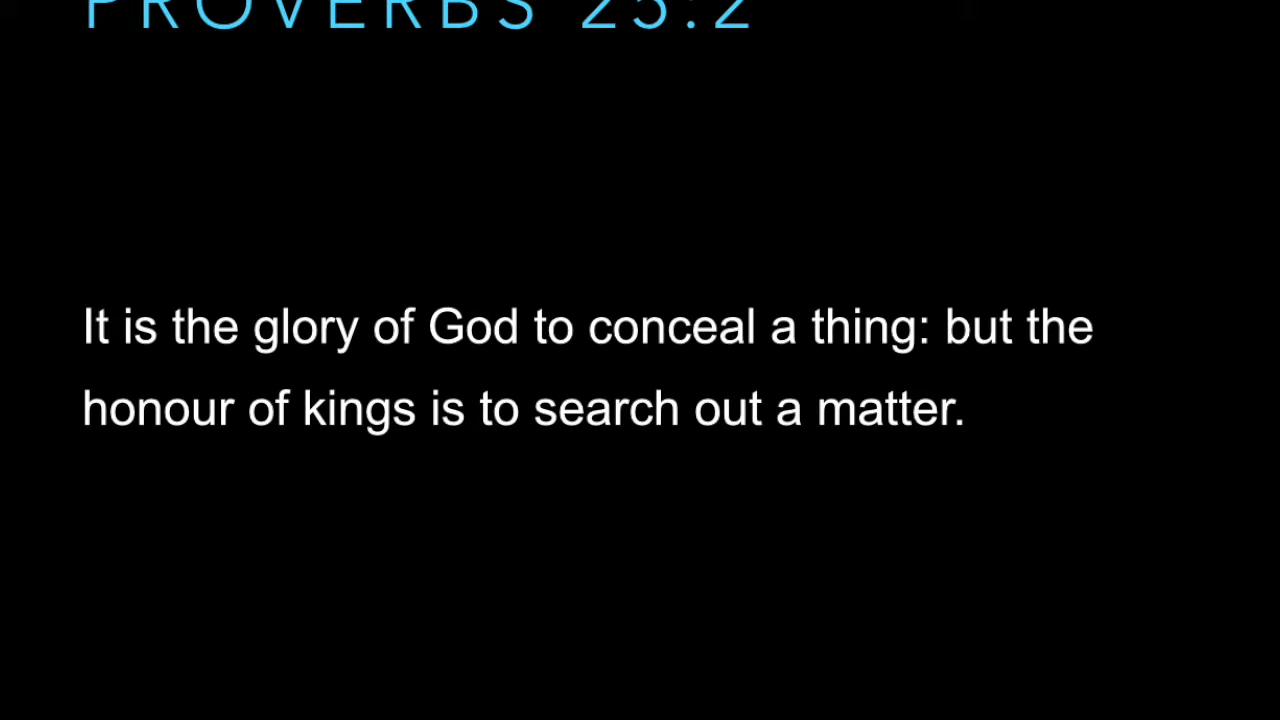 PROVERBS 25:2
It is the glory of God to conceal a thing: but the
honour of kings is to search out a matter.